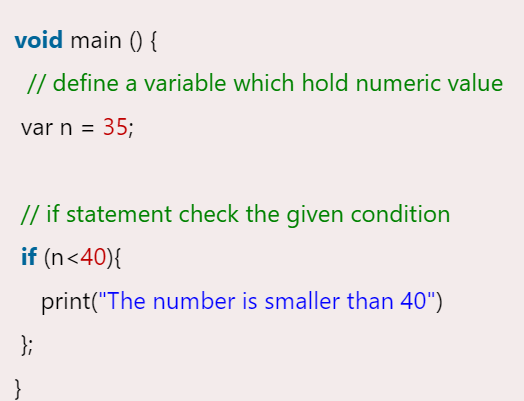 void main () {
// define a variable which hold numeric value
var n = 35;
// if statement check the given condition
if (n<40){
print("The number is smaller than 40")
};
}